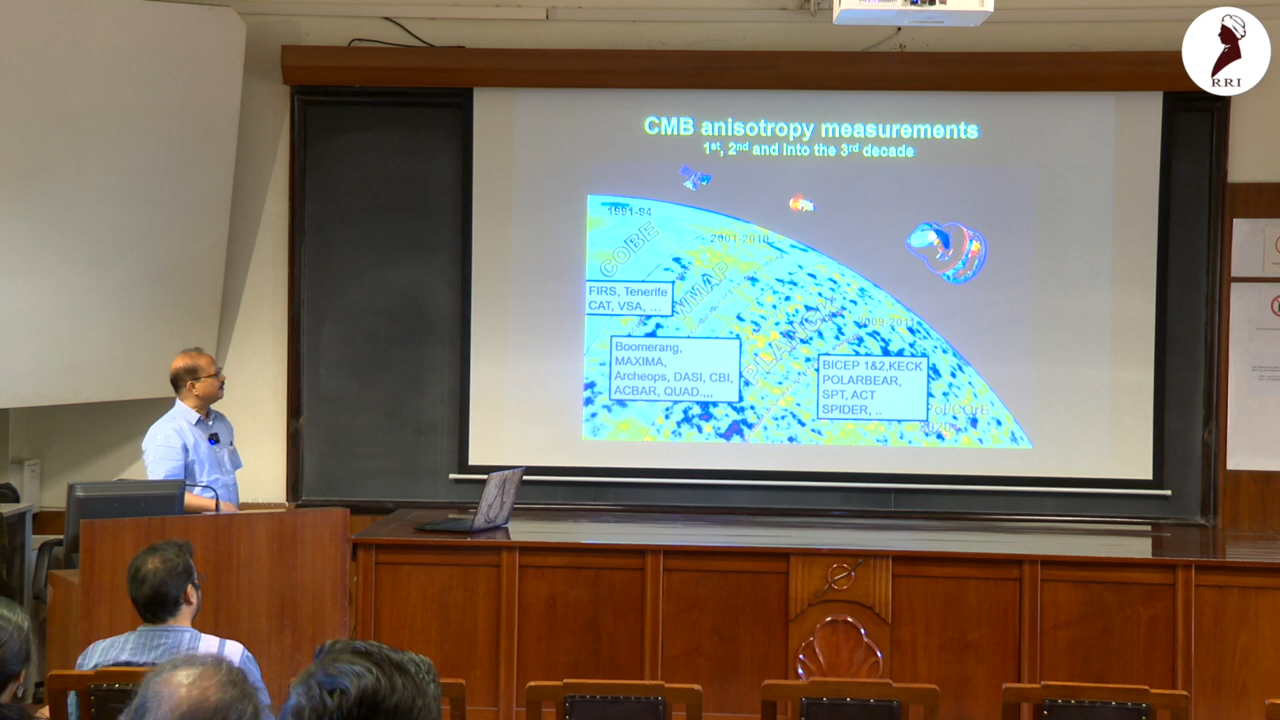 RRI
CMB anisotropy measurements
1st, 2nd and into the 3rd decade
1991-94
COBE
2001-2010
WMAP
FIRS, Tenerife
CAT, VSA, ...
PLANCK
2009-2011
Boomerang,
MAXIMA,
Archeops, DASI, CBI,
ACBAR, QUAD.,,,
BICEP 1&2,KECK
POLARBEAR,
SPT, ACT
SPIDER, ..
Pol/COrE